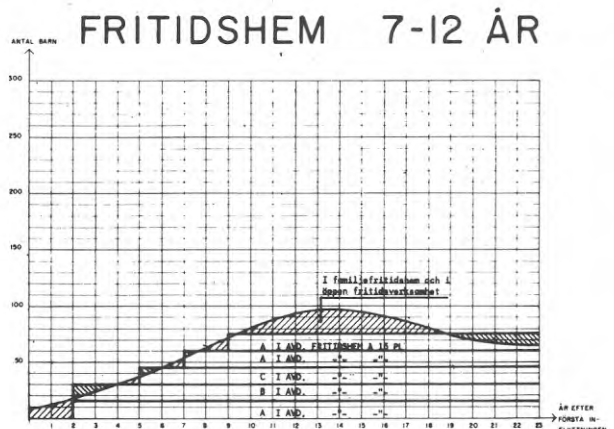 FRITIDSHEM 7-12 ÅR
ANTAL BARN
300
250
200
150
100
50
I familjefritidshem och i
öppen fritidsverksamhet
A I AVD. FRITIDSHEM A 15 PL
A I AVD. -"- -"-
C I AVD. -"- -"-
B I AVD. -"- -"-
A I AVD. -"- -"-
0 1 2 3 4 5 6 7 8 9 10 11 12 13 14 15 16 17 18 19 20 21 22 23
ÅR EFTER
FÖRSTA IN-